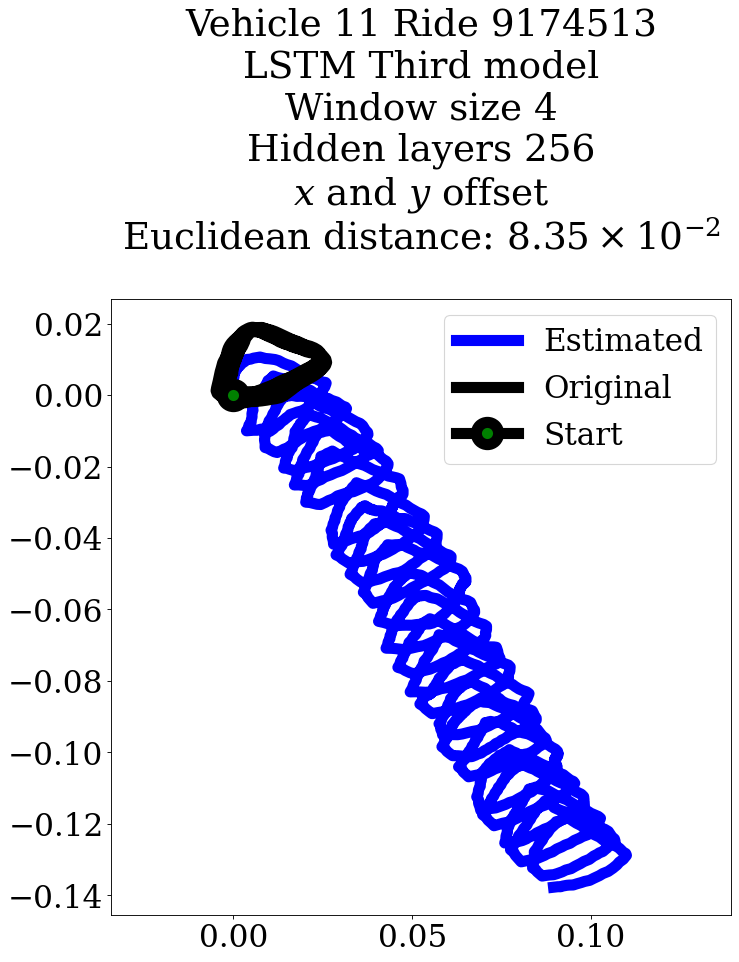 Vehicle 11 Ride 9174513
LSTM Third model
Window size 4
Hidden layers 256
x and y offset
Euclidean distance: 8.35 × 10⁻²
Estimated
Original
Start
0.02
0.00
−0.02
−0.04
−0.06
−0.08
−0.10
−0.12
−0.14
0.00 0.05 0.10